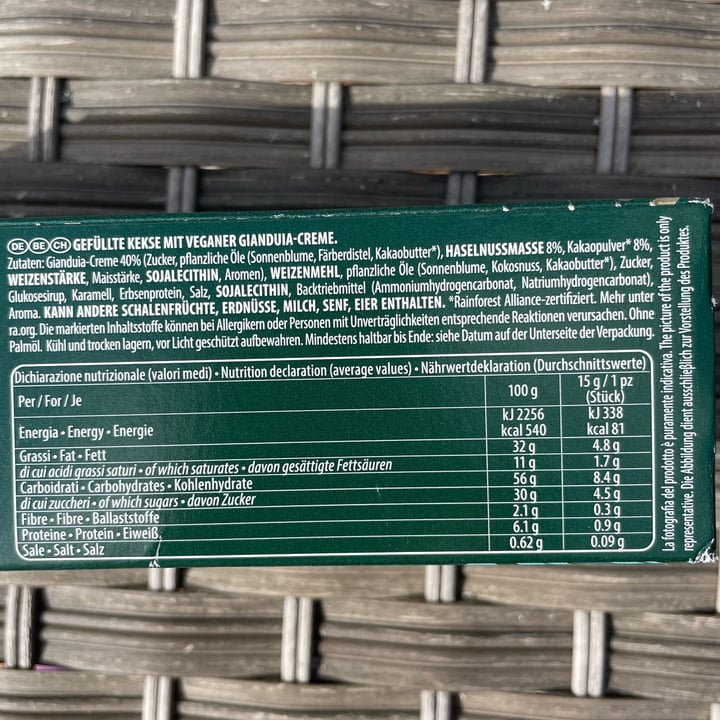 DE BE CH GEFÜLLTE KEKSE MIT VEGANER GIANDUIA-CREME.
Zutaten: Gianduia-Creme 40% (Zucker, pflanzliche Öle (Sonnenblume, Färberdistel, Kakaobutter*), HASELNUSSMASSE 8%, Kakaopulver* 8%,
WEIZENSTÄRKE, Maisstärke, SOJALECITHIN, Aromen), WEIZENMEHL, pflanzliche Öle (Sonnenblume, Kokosnuss, Kakaobutter*), Zucker,
Glukosesirup, Karamell, Erbsenprotein, Salz, SOJALECITHIN, Backtriebmittel (Ammoniumhydrogencarbonat, Natriumhydrogencarbonat),
Aroma. KANN ANDERE SCHALENFRÜCHTE, ERDNÜSSE, MILCH, SENF, EIER ENTHALTEN. *Rainforest Alliance-zertifiziert. Mehr unter
ra.org. Die markierten Inhaltsstoffe können bei Allergikern oder Personen mit Unverträglichkeiten entsprechende Reaktionen verursachen. Ohne
Palmöl. Kühl und trocken lagern, vor Licht geschützt aufbewahren. Mindestens haltbar bis Ende: siehe Datum auf der Unterseite der Verpackung.
Dichiarazione nutrizionale (valori medi) • Nutrition declaration (average values) • Nährwertdeklaration (Durchschnittswerte)
Per / For / Je 100 g 15 g / 1 pz (Stück)
Energia • Energy • Energie kJ 2256 kcal 540 kJ 338 kcal 81
Grassi • Fat • Fett 32 g 4.8 g
di cui acidi grassi saturi • of which saturates • davon gesättigte Fettsäuren 11 g 1.7 g
Carboidrati • Carbohydrates • Kohlenhydrate 56 g 8.4 g
di cui zuccheri • of which sugars • davon Zucker 30 g 4.5 g
Fibre • Fibre • Ballaststoffe 2.1 g 0.3 g
Proteine • Protein • Eiweiß 6.1 g 0.9 g
Sale • Salt • Salz 0.62 g 0.09 g
La fotografia del prodotto è puramente indicativa. The picture of the product is only
representative. Die Abbildung dient ausschließlich zur Vorstellung des Produktes.